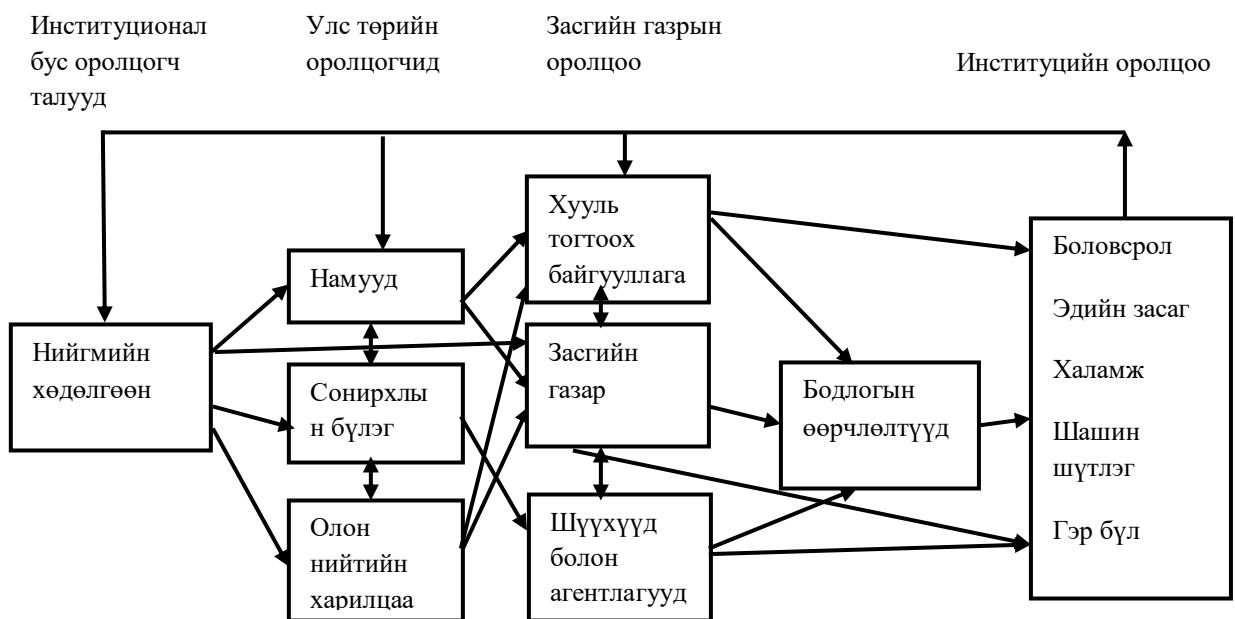 Институционал
бус оролцогч
талууд
Улс төрийн
оролцогчид
Засгийн газрын
оролцоо
Институцийн оролцоо
Нийгмийн
хөдөлгөөн
Намууд
Сонирхлы
н бүлэг
Олон
нийтийн
харилцаа
Хууль
тогтоох
байгууллага
Засгийн
газар
Шүүхүүд
болон
агентлагууд
Бодлогын
өөрчлөлтүүд
Боловсрол
Эдийн засаг
Халамж
Шашин
шүтлэг
Гэр бүл